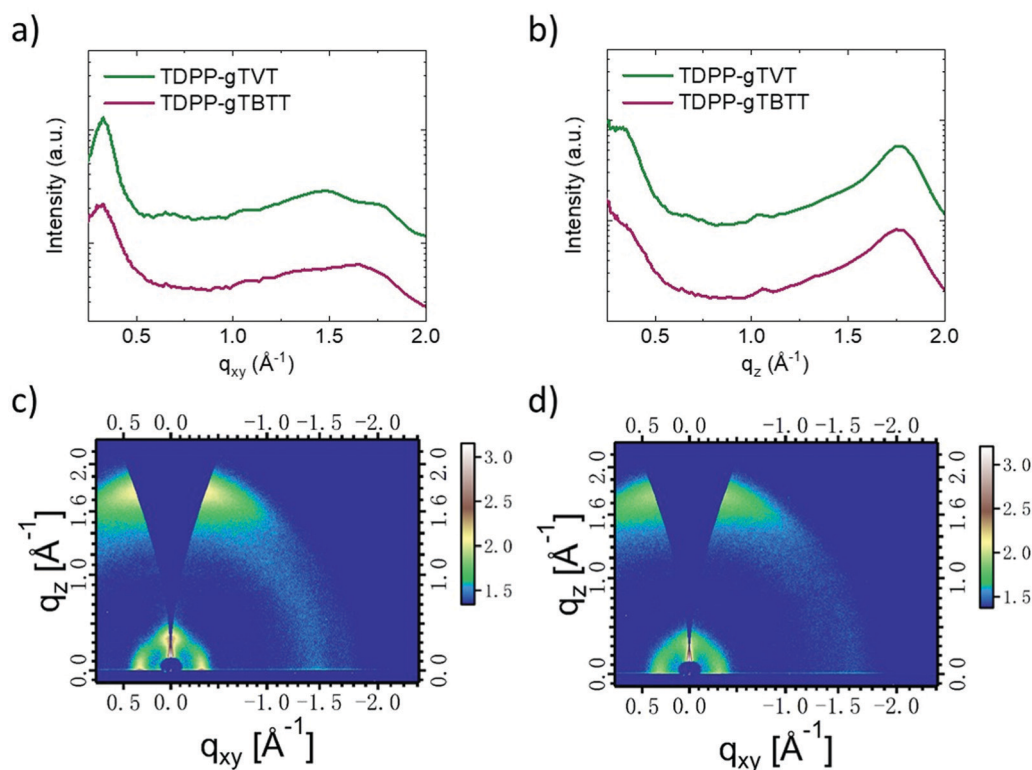 a)
TDPP-gTVT
TDPP-gTBTT
Intensity (a.u.)
0.5 1.0 1.5 2.0
q_xy (Å⁻¹)
b)
TDPP-gTVT
TDPP-gTBTT
Intensity (a.u.)
0.5 1.0 1.5 2.0
q_z (Å⁻¹)
c)
0.5 0.0 -1.0 -1.5 -2.0
2.0
1.6
1.0
0.0
q_z [Å⁻¹]
2.0
1.6
1.0
0.0
3.0
2.5
2.0
1.5
0.5 0.0 -1.0 -1.5 -2.0
q_xy [Å⁻¹]
d)
0.5 0.0 -1.0 -1.5 -2.0
2.0
1.6
1.0
0.0
q_z [Å⁻¹]
2.0
1.6
1.0
0.0
3.0
2.5
2.0
1.5
0.5 0.0 -1.0 -1.5 -2.0
q_xy [Å⁻¹]